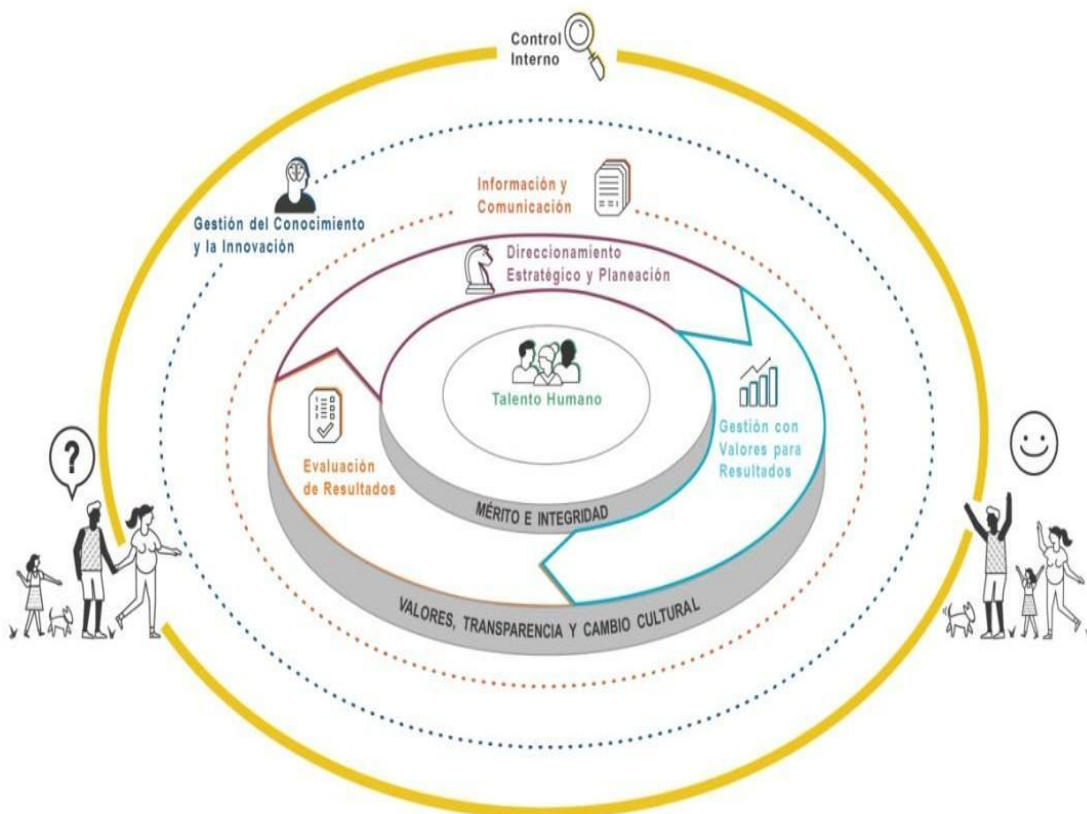 Control
Interno
Información y
Comunicación
Gestión del Conocimiento
y la Innovación
Direccionamiento
Estratégico y Planeación
Talento Humano
Gestión con
Valores para
Resultados
Evaluación
de Resultados
MÉRITO E INTEGRIDAD
VALORES, TRANSPARENCIA Y CAMBIO CULTURAL
?